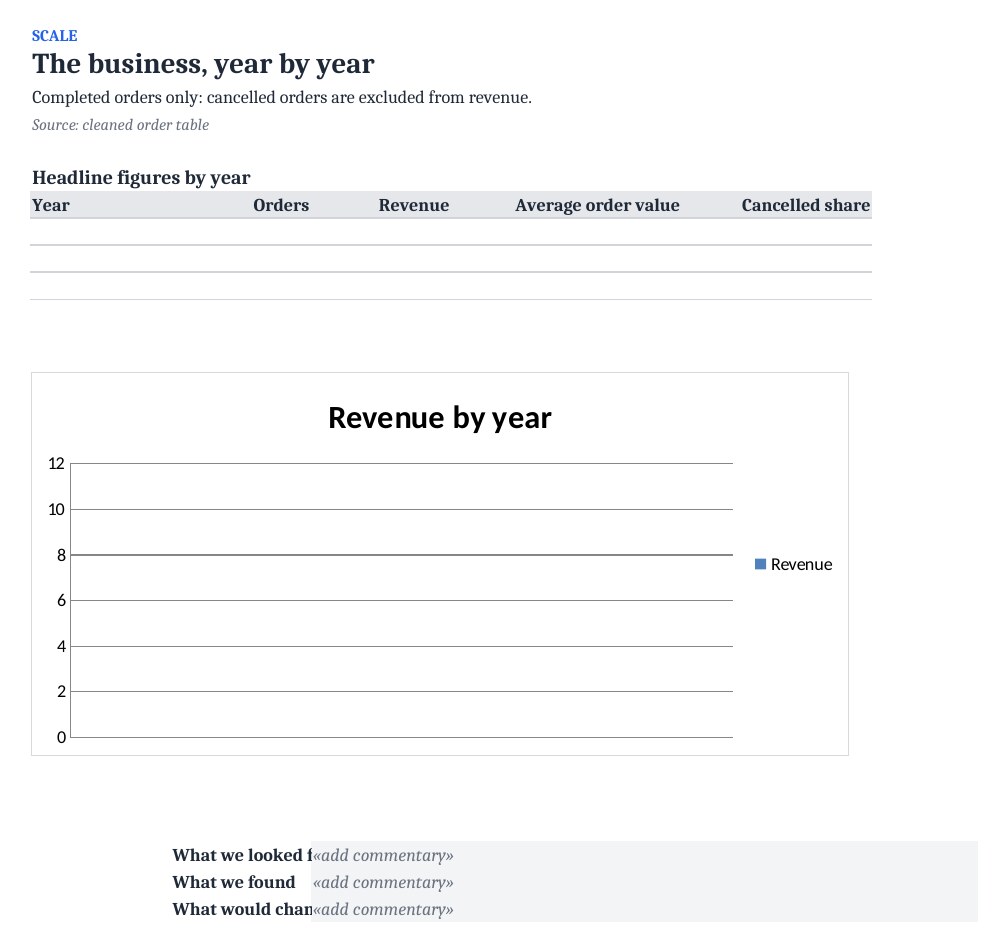 SCALE
The business, year by year
Completed orders only: cancelled orders are excluded from revenue.
Source: cleaned order table
Headline figures by year
Year Orders Revenue Average order value Cancelled share
Revenue by year
12
10
8
6
4
2
0
Revenue
What we looked «add commentary»
What we found «add commentary»
What would «add commentary»